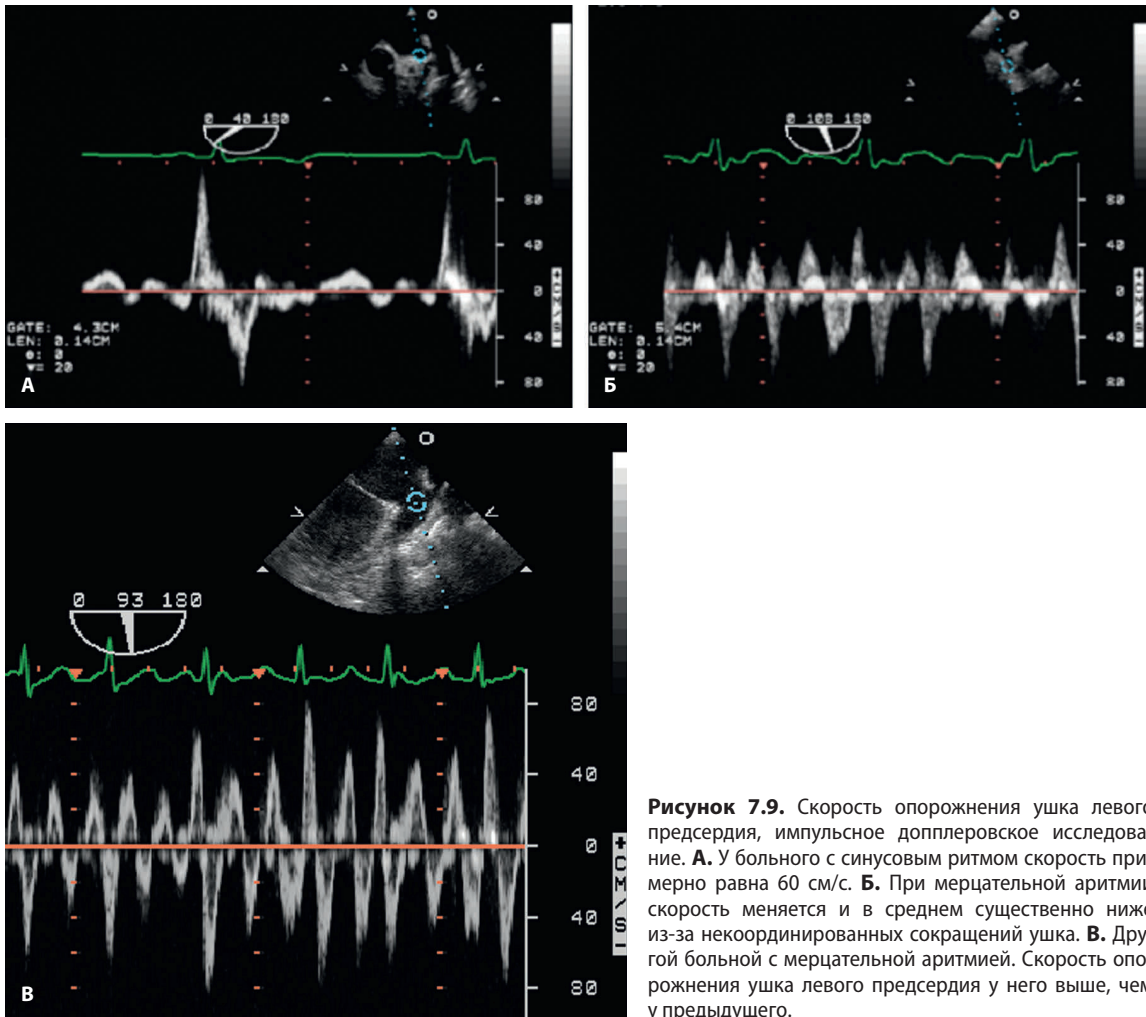 0 40 180
80
40
0
40
80
GATE: 4.3CM
LEN: 0.14CM
θ: 0
▼= 20
А
0 108 180
80
40
0
40
80
GATE: 5.4CM
LEN: 0.14CM
θ: 0
▼= 20
Б
0 93 180
80
40
0
40
80
+CM/S-
В
Рисунок 7.9. Скорость опорожнения ушка левого
предсердия, импульсное допплеровское исследова
ние. А. У больного с синусовым ритмом скорость при
мерно равна 60 см/с. Б. При мерцательной аритмии
скорость меняется и в среднем существенно ниже
из-за некоординированных сокращений ушка. В. Дру
гой больной с мерцательной аритмией. Скорость опо
рожнения ушка левого предсердия у него выше, чем
у предыдущего.